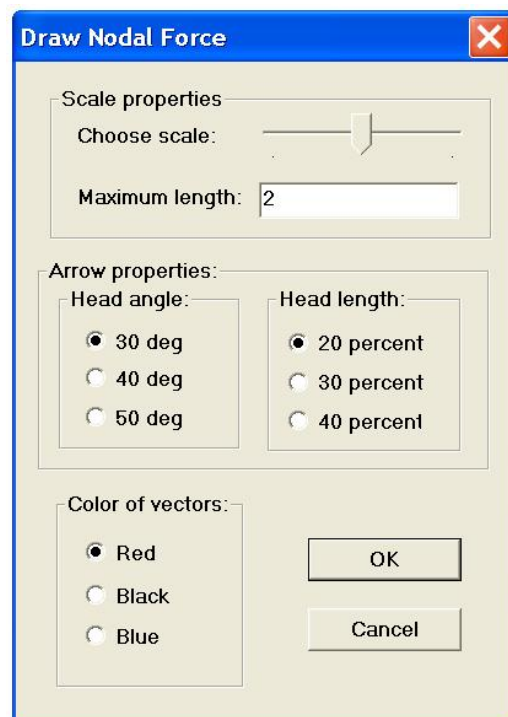 Draw Nodal Force
Scale properties
Choose scale:
Maximum length: 2
Arrow properties:
Head angle:
30 deg
40 deg
50 deg
Head length:
20 percent
30 percent
40 percent
Color of vectors:
Red
Black
Blue
OK
Cancel